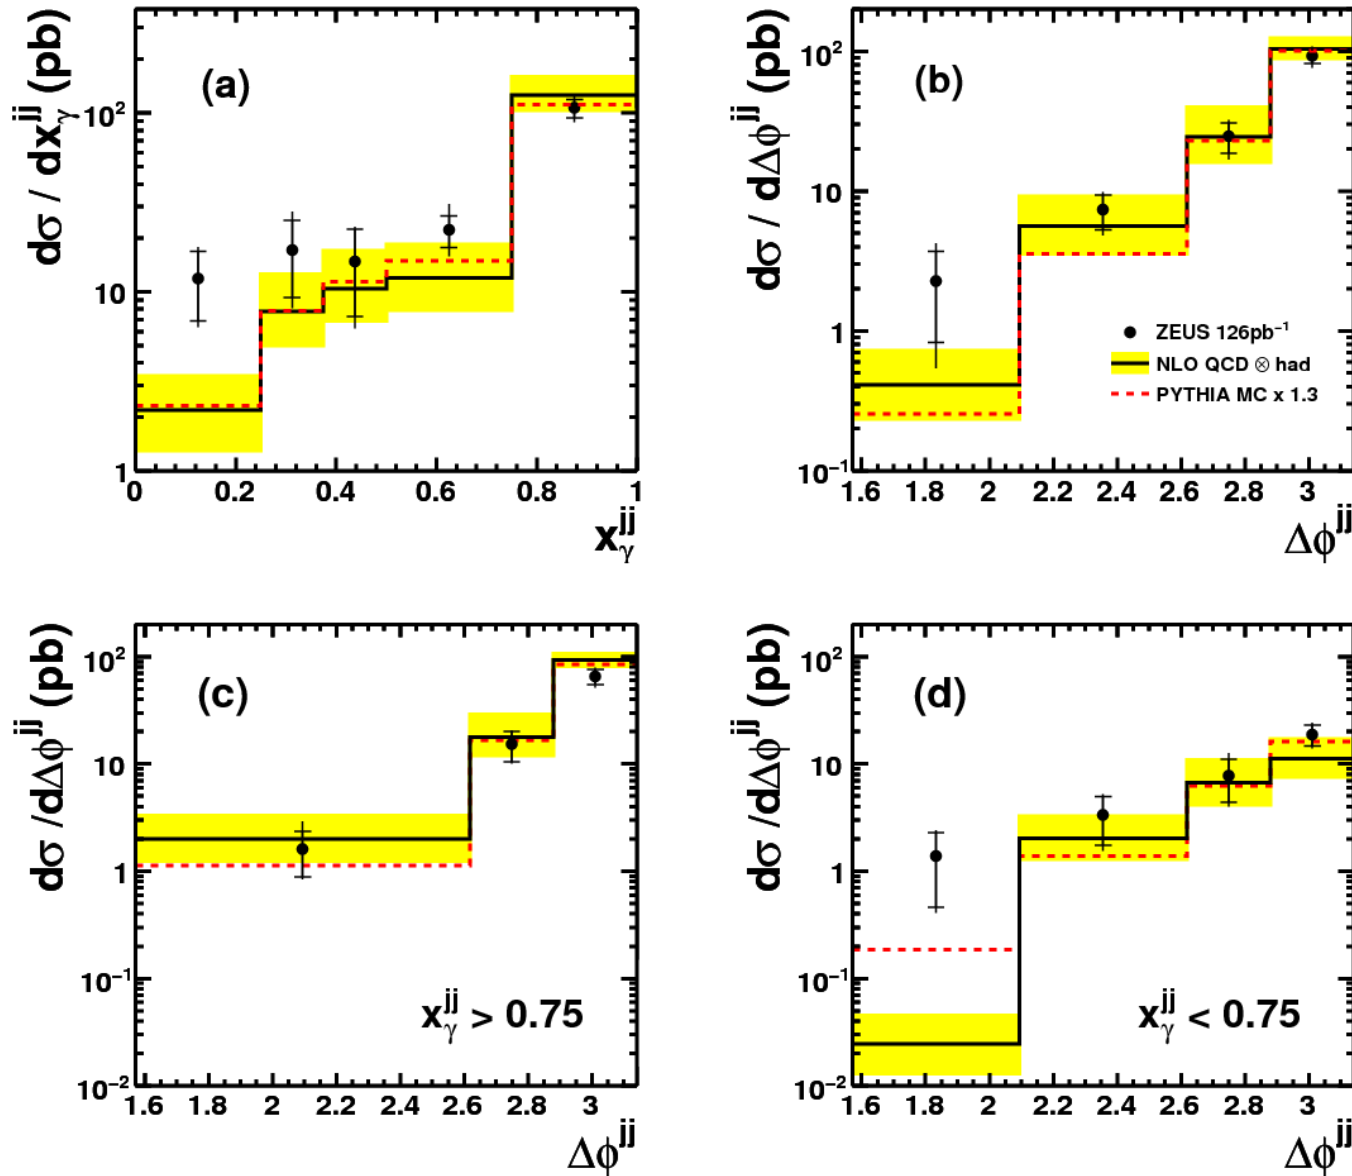 dσ / dx_γ^jj (pb)
(a)
10²
10
1
0 0.2 0.4 0.6 0.8 1
x_γ^jj
dσ / dΔϕ^jj (pb)
(b)
10²
10
1
10⁻¹
ZEUS 126pb⁻¹
NLO QCD ⊗ had
PYTHIA MC x 1.3
1.6 1.8 2 2.2 2.4 2.6 2.8 3
Δϕ^jj
dσ /dΔϕ^jj (pb)
(c)
10²
10
1
10⁻¹
10⁻²
x_γ^jj > 0.75
1.6 1.8 2 2.2 2.4 2.6 2.8 3
Δϕ^jj
dσ /dΔϕ^jj (pb)
(d)
10²
10
1
10⁻¹
10⁻²
x_γ^jj < 0.75
1.6 1.8 2 2.2 2.4 2.6 2.8 3
Δϕ^jj